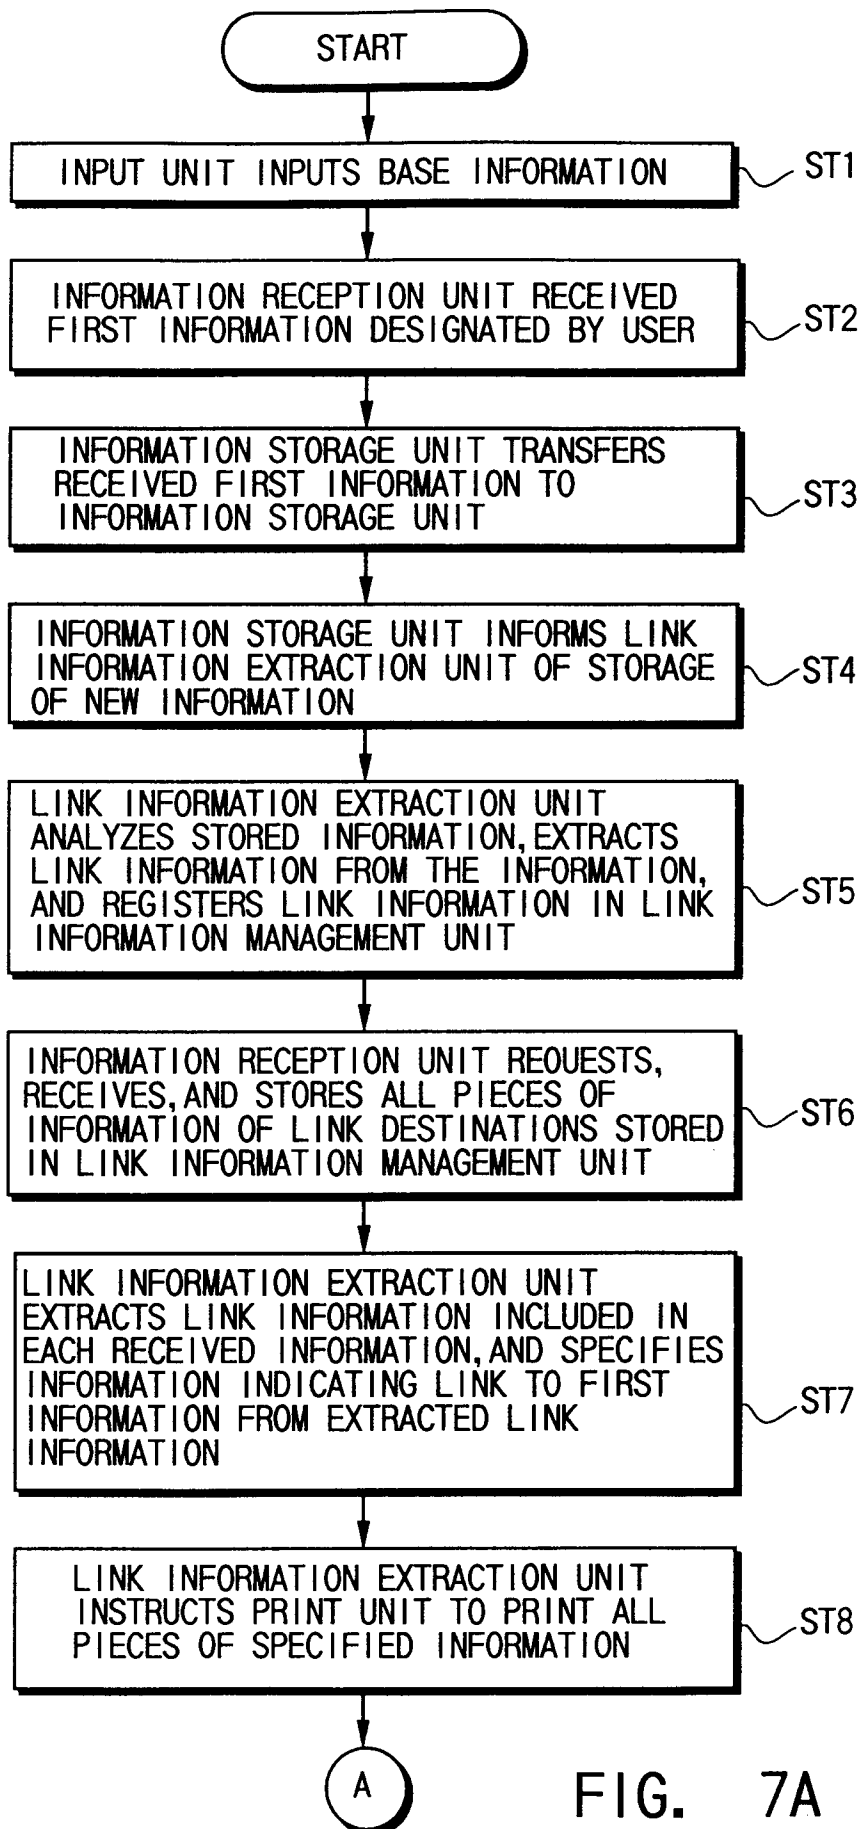 START
INPUT UNIT INPUTS BASE INFORMATION
ST1
INFORMATION RECEPTION UNIT RECEIVED
FIRST INFORMATION DESIGNATED BY USER
ST2
INFORMATION STORAGE UNIT TRANSFERS
RECEIVED FIRST INFORMATION TO
INFORMATION STORAGE UNIT
ST3
INFORMATION STORAGE UNIT INFORMS LINK
INFORMATION EXTRACTION UNIT OF STORAGE
OF NEW INFORMATION
ST4
LINK INFORMATION EXTRACTION UNIT
ANALYZES STORED INFORMATION, EXTRACTS
LINK INFORMATION FROM THE INFORMATION,
AND REGISTERS LINK INFORMATION IN LINK
INFORMATION MANAGEMENT UNIT
ST5
INFORMATION RECEPTION UNIT REQUESTS,
RECEIVES, AND STORES ALL PIECES OF
INFORMATION OF LINK DESTINATIONS STORED
IN LINK INFORMATION MANAGEMENT UNIT
ST6
LINK INFORMATION EXTRACTION UNIT
EXTRACTS LINK INFORMATION INCLUDED IN
EACH RECEIVED INFORMATION, AND SPECIFIES
INFORMATION INDICATING LINK TO FIRST
INFORMATION FROM EXTRACTED LINK
INFORMATION
ST7
LINK INFORMATION EXTRACTION UNIT
INSTRUCTS PRINT UNIT TO PRINT ALL
PIECES OF SPECIFIED INFORMATION
ST8
A
FIG. 7A